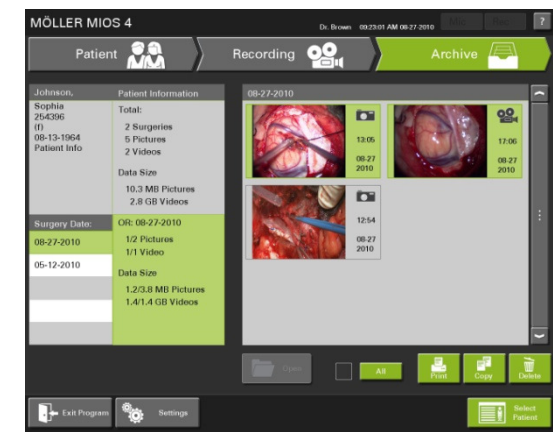 MÖLLER MIOS 4
Dr. Brown 09:23:01 AM 08-27-2010
?
Patient
Recording
Archive
Johnson,
Sophia
254396
(f)
08-13-1964
Patient Info
Patient Information
Total:
2 Surgeries
5 Pictures
2 Videos
Data Size
10.3 MB Pictures
2.8 GB Videos
Surgery Date:
08-27-2010
05-12-2010
OR: 08-27-2010
1/2 Pictures
1/1 Video
Data Size
1.2/3.8 MB Pictures
1.4/1.4 GB Videos
08-27-2010
13:05
08-27
2010
17:06
08-27
2010
12:54
08-27
2010
Open
All
Print
Copy
Delete
Exit Program
Settings
Select
Patient